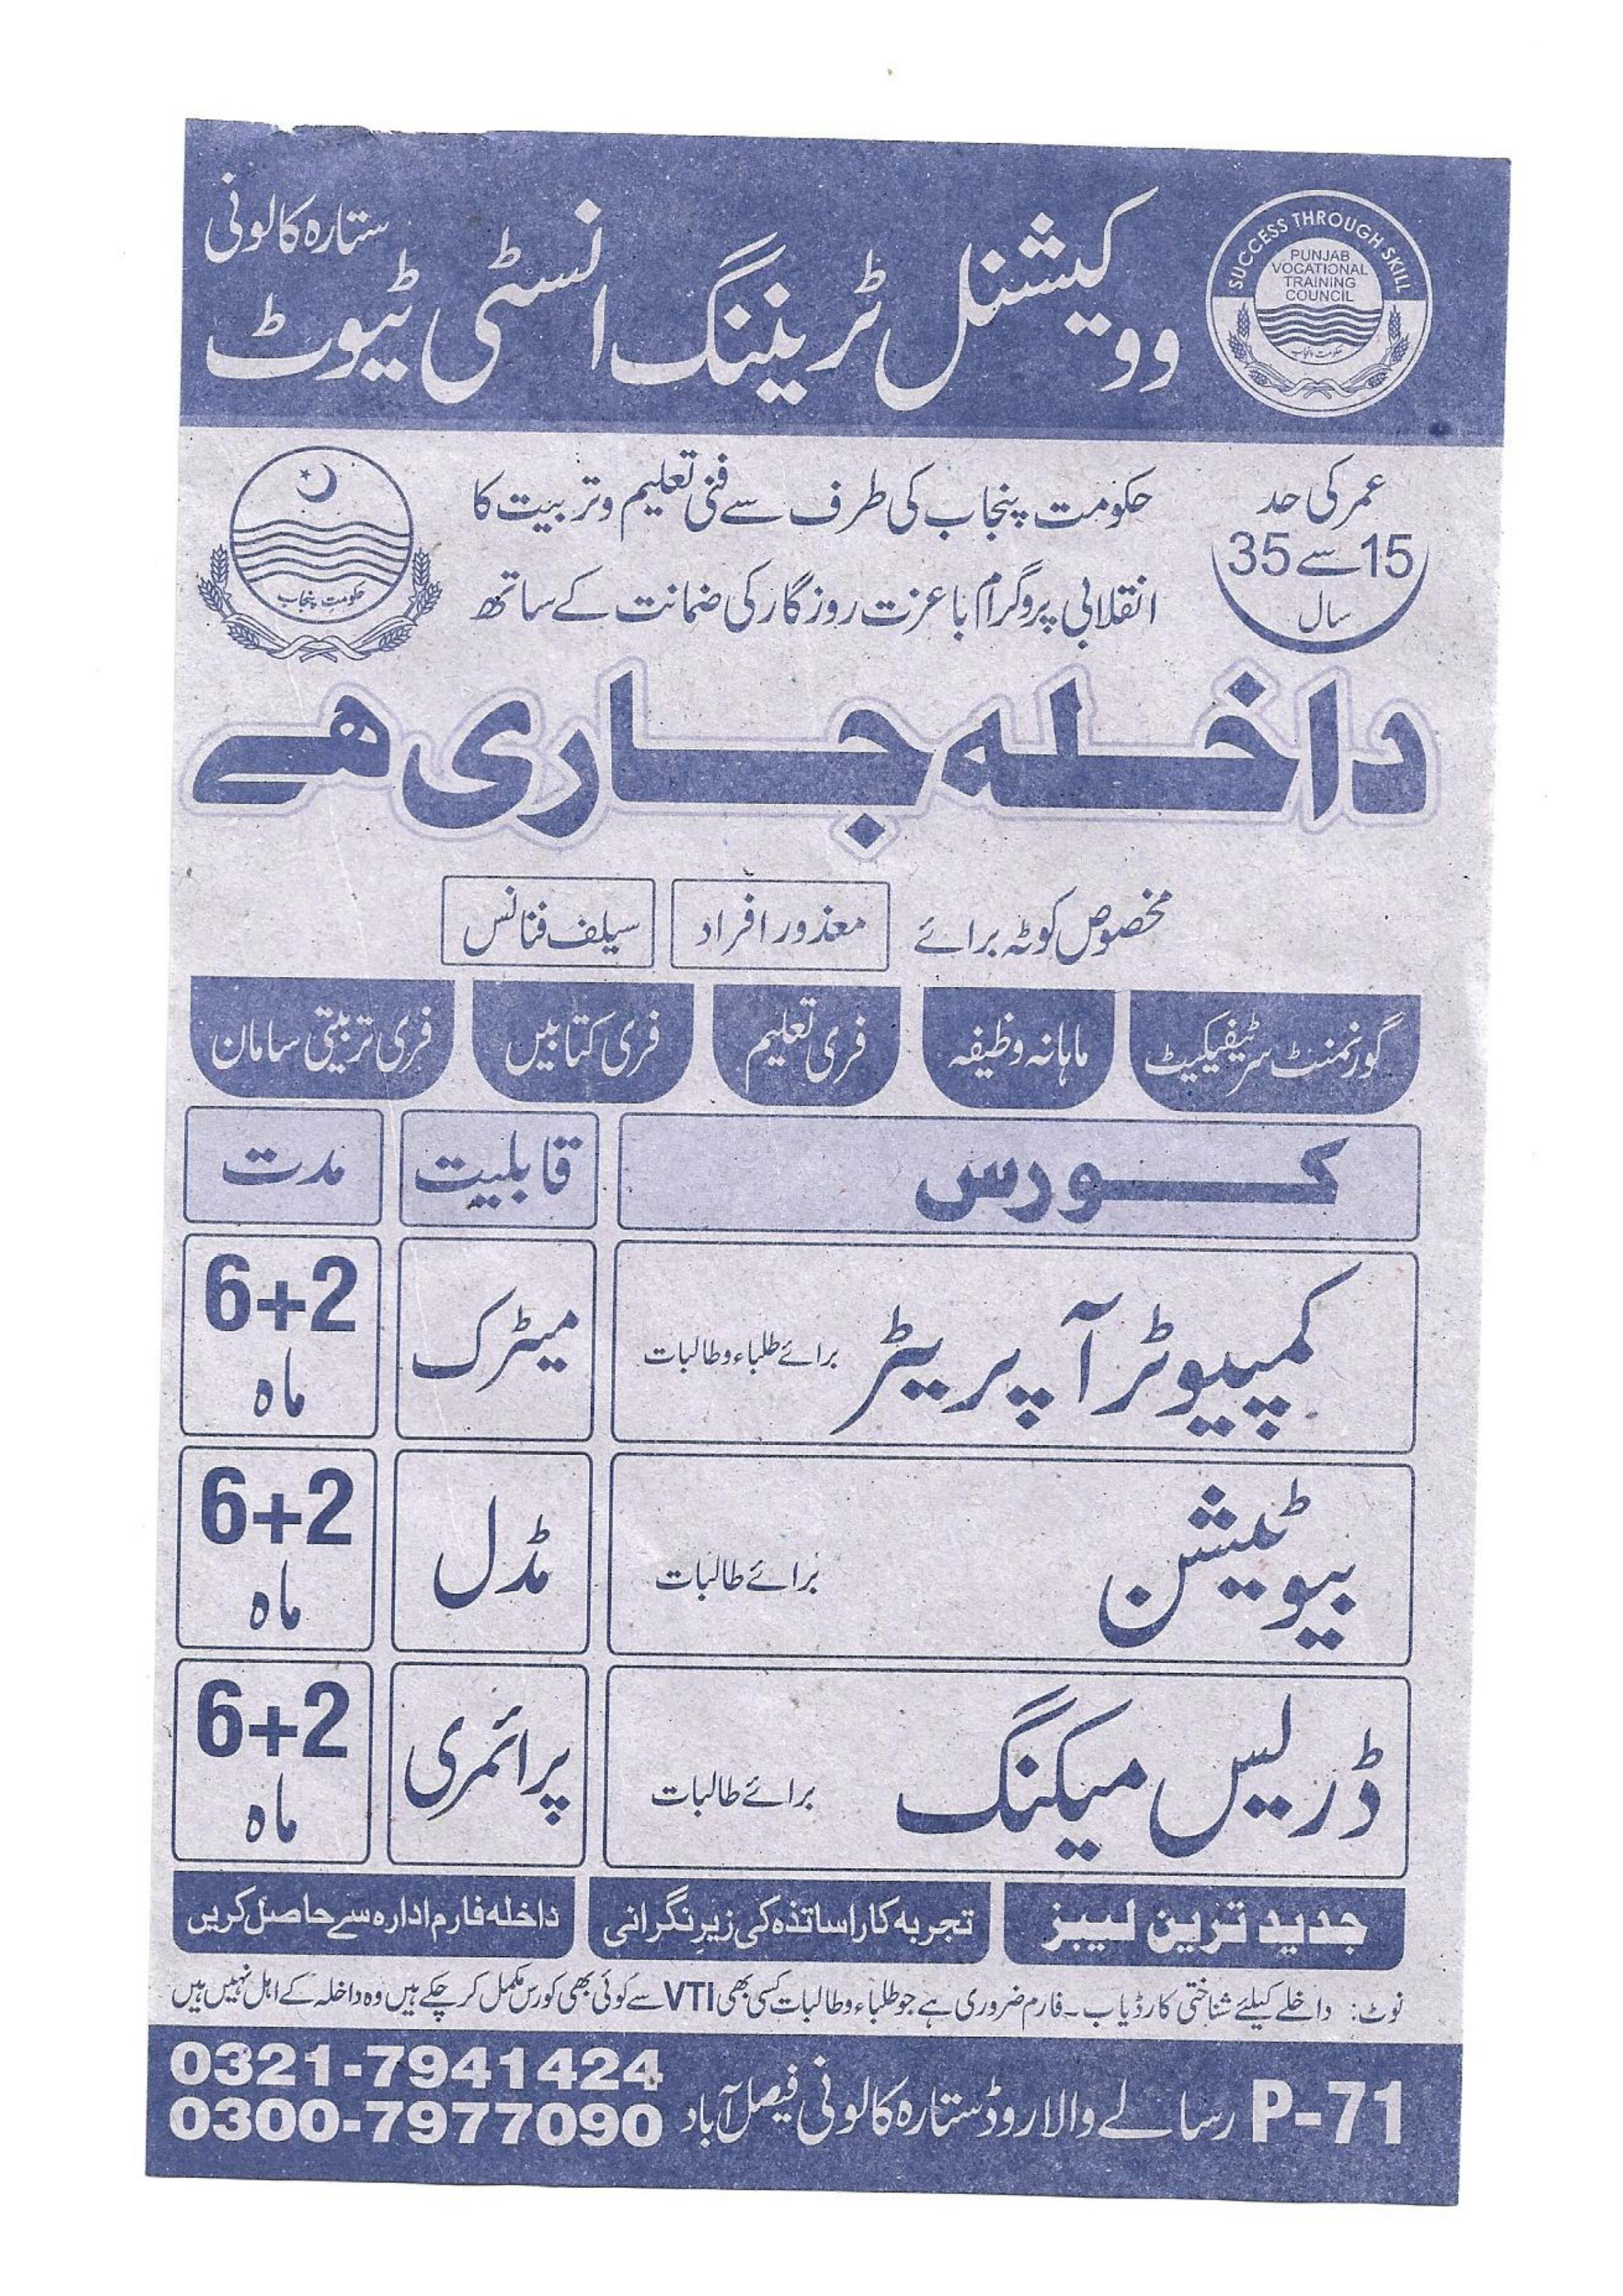 ستارہ کالونی
ووکیشنل ٹریننگ انسٹی ٹیوٹ
SUCCESS THROUGH SKILL
PUNJAB
VOCATIONAL
TRAINING
COUNCIL
حکومت پنجاب
عمر کی حد
15 سے 35
سال
حکومت پنجاب کی طرف سے فنی تعلیم و تربیت کا
انقلابی پروگرام باعزت روزگار کی ضمانت کے ساتھ
حکومت پنجاب
داخلہ جاری ھے
مخصوص کوٹہ برائے معذور افراد سیلف فنانس
گورنمنٹ سرٹیفیکیٹ ماہانہ وظیفہ فری تعلیم فری کتابیں فری تربیتی سامان
کورس قابلیت مدت
کمپیوٹر آپریٹر برائے طلباء و طالبات میٹرک 6+2 ماہ
بیوٹیشن برائے طالبات مڈل 6+2 ماہ
ڈریس میکنگ برائے طالبات پرائمری 6+2 ماہ
جدید ترین لیبز تجربہ کار اساتذہ کی زیرِ نگرانی داخلہ فارم ادارہ سے حاصل کریں
نوٹ: داخلے کیلئے شناختی کارڈ یا ب۔فارم ضروری ہے جو طلباء و طالبات کسی بھی VTI سے کوئی بھی کورس مکمل کر چکے ہیں وہ داخلہ کے اہل نہیں ہیں
P-71 رسالے والا روڈ ستارہ کالونی فیصل آباد
0321-7941424
0300-7977090